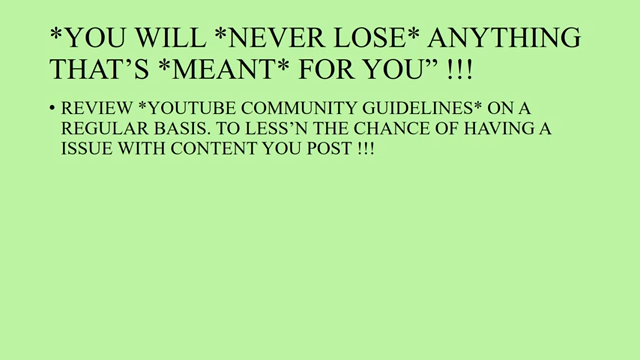 *YOU WILL *NEVER LOSE* ANYTHING
THAT’S *MEANT* FOR YOU” !!!
• REVIEW *YOUTUBE COMMUNITY GUIDELINES* ON A
REGULAR BASIS. TO LESS’N THE CHANCE OF HAVING A
ISSUE WITH CONTENT YOU POST !!!